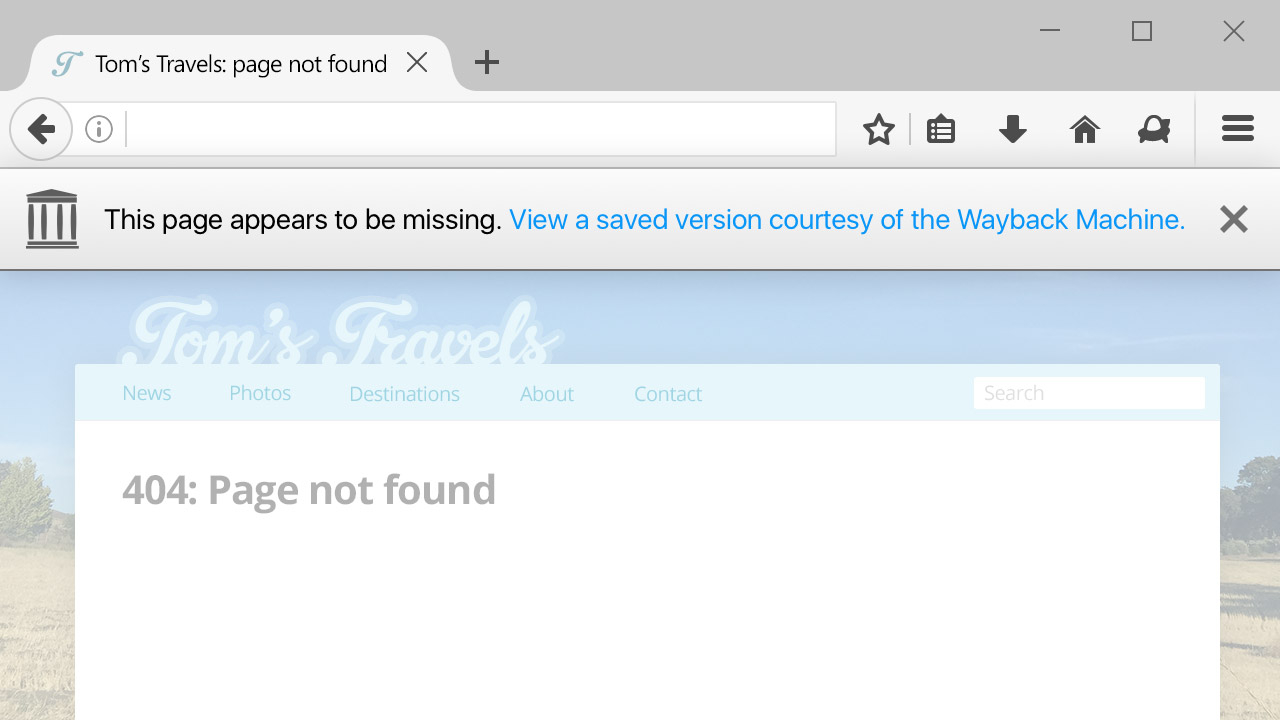 Tom’s Travels: page not found
This page appears to be missing. View a saved version courtesy of the Wayback Machine.
Tom's Travels
News Photos Destinations About Contact Search
404: Page not found